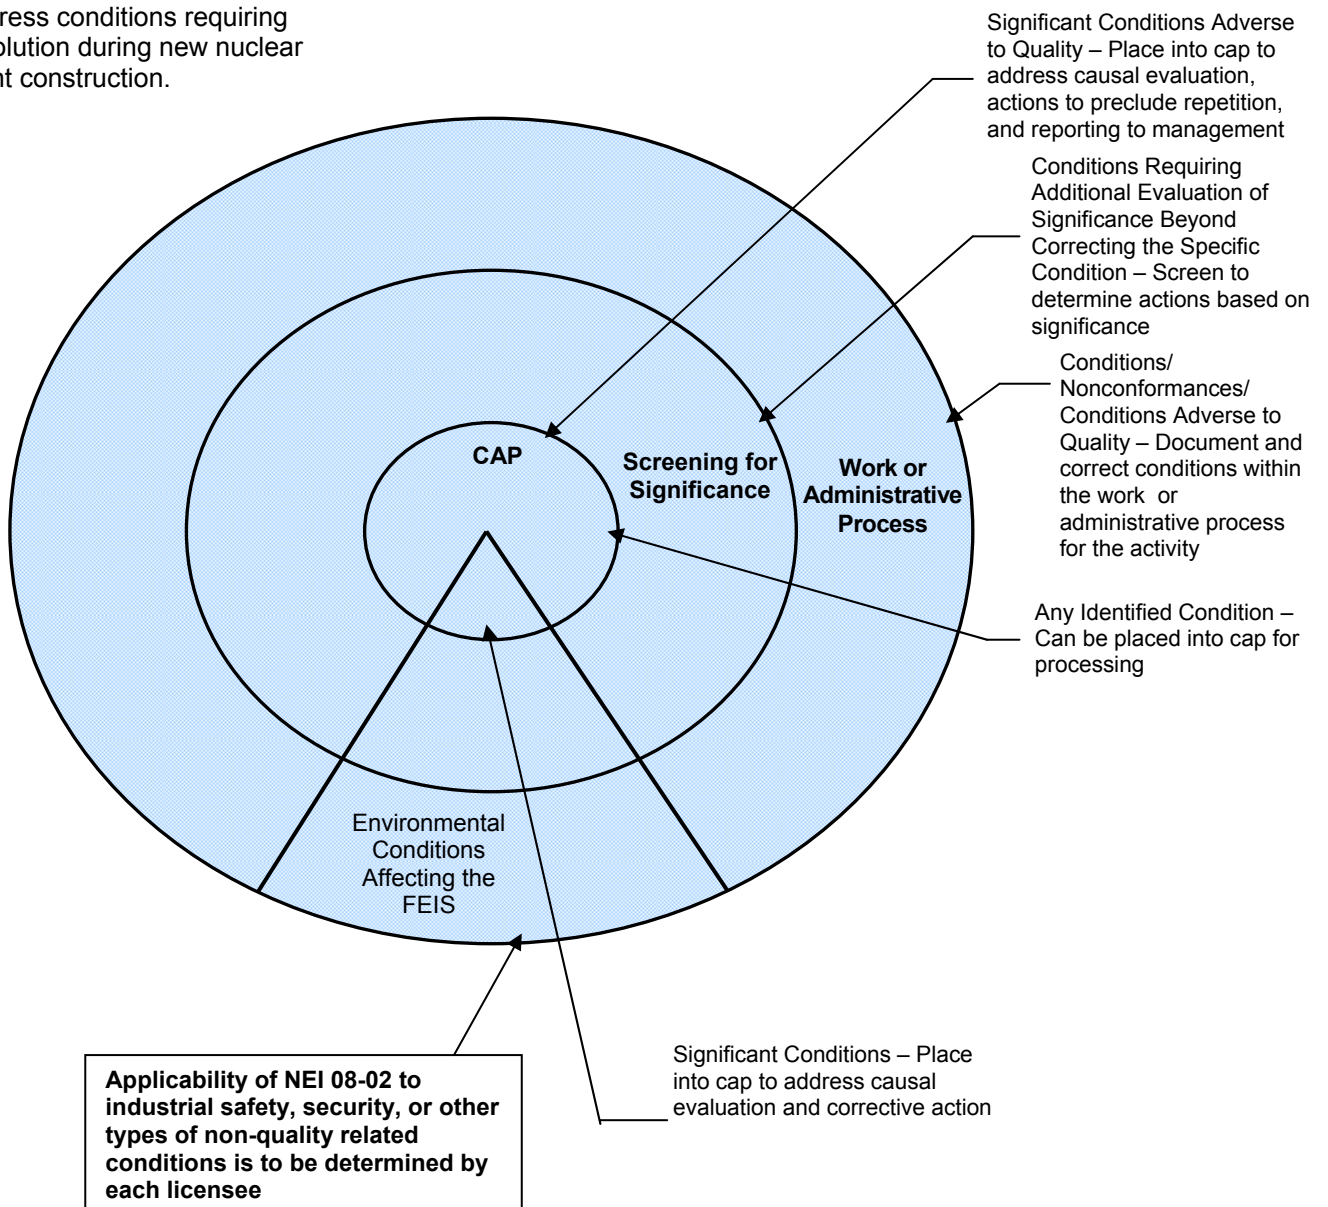 ress conditions requiring
olution during new nuclear
nt construction.
Significant Conditions Adverse
to Quality – Place into cap to
address causal evaluation,
actions to preclude repetition,
and reporting to management
Conditions Requiring
Additional Evaluation of
Significance Beyond
Correcting the Specific
Condition – Screen to
determine actions based on
significance
Conditions/
Nonconformances/
Conditions Adverse to
Quality – Document and
correct conditions within
the work or
administrative process
for the activity
CAP
Screening for
Significance
Work or
Administrative
Process
Any Identified Condition –
Can be placed into cap for
processing
Environmental
Conditions
Affecting the
FEIS
Significant Conditions – Place
into cap to address causal
evaluation and corrective action
Applicability of NEI 08-02 to
industrial safety, security, or other
types of non-quality related
conditions is to be determined by
each licensee